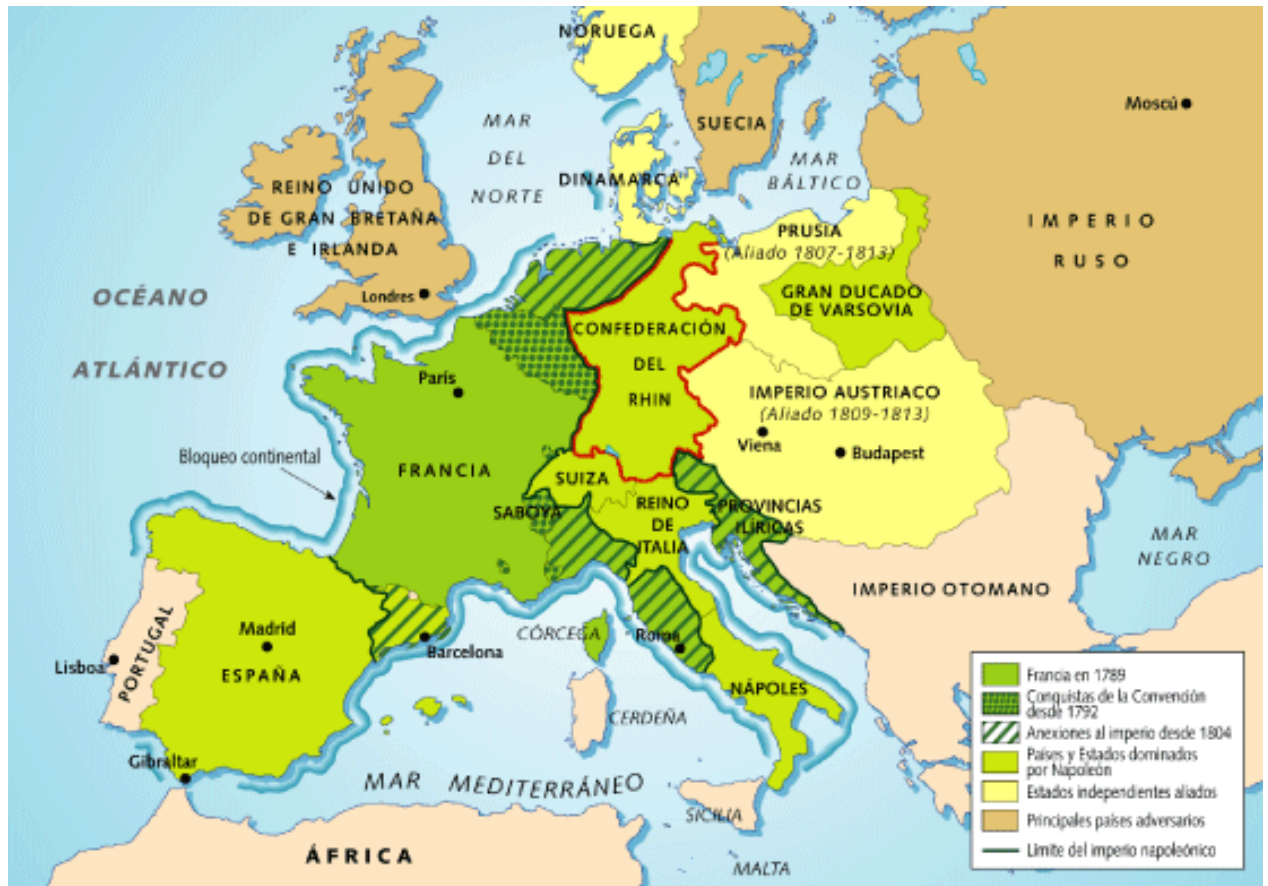 NORUEGA
SUECIA
Moscú
MAR
DEL
NORTE
MAR
BÁLTICO
DINAMARCA
REINO UNIDO
DE GRAN BRETAÑA
E IRLANDA
Londres
IMPERIO
RUSO
PRUSIA
(Aliado 1807-1813)
GRAN DUCADO
DE VARSOVIA
OCÉANO
ATLÁNTICO
CONFEDERACIÓN
DEL
RHIN
París
IMPERIO AUSTRIACO
(Aliado 1809-1813)
Viena
Budapest
Bloqueo continental
FRANCIA
SUIZA
SABOYA
REINO
DE
ITALIA
PROVINCIAS
ILÍRICAS
MAR
NEGRO
IMPERIO OTOMANO
PORTUGAL
Lisboa
Madrid
ESPAÑA
Barcelona
CÓRCEGA
Roma
NÁPOLES
CERDEÑA
Gibraltar
MAR MEDITERRÁNEO
SICILIA
MALTA
ÁFRICA
Francia en 1789
Conquistas de la Convención
desde 1792
Anexiones al imperio desde 1804
Países y Estados dominados
por Napoleón
Estados independientes aliados
Principales países adversarios
Límite del imperio napoleónico